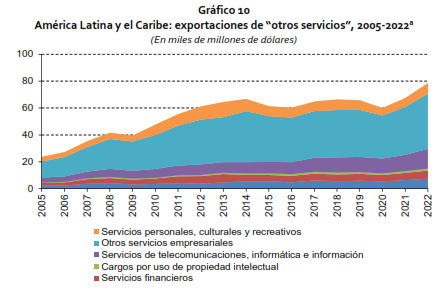 Gráfico 10
América Latina y el Caribe: exportaciones de “otros servicios”, 2005-2022ª
(En miles de millones de dólares)
100
80
60
40
20
0
2005 2006 2007 2008 2009 2010 2011 2012 2013 2014 2015 2016 2017 2018 2019 2020 2021 2022
Servicios personales, culturales y recreativos
Otros servicios empresariales
Servicios de telecomunicaciones, informática e información
Cargos por uso de propiedad intelectual
Servicios financieros